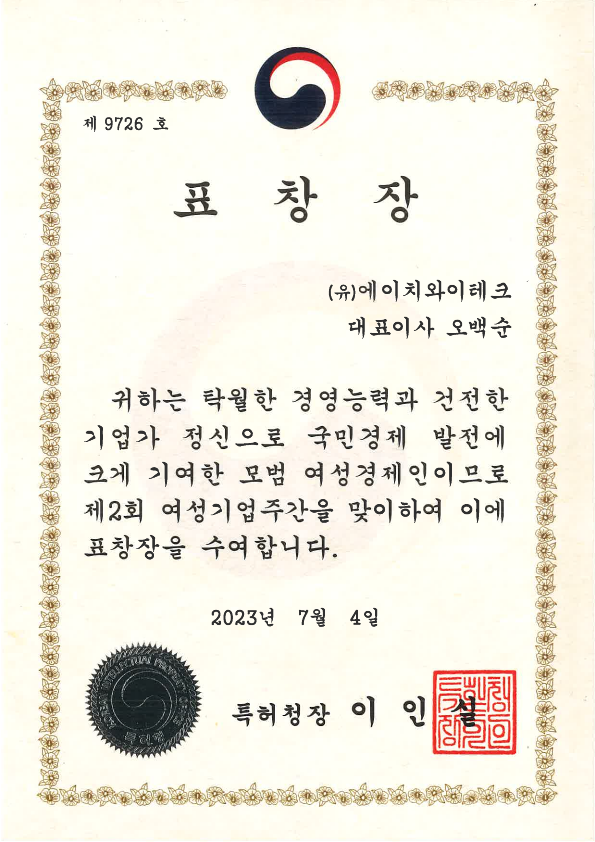 제 9726 호
표 창 장
(유)에이치와이테크
대표이사 오백순
귀하는 탁월한 경영능력과 건전한
기업가 정신으로 국민경제 발전에
크게 기여한 모범 여성경제인이므로
제2회 여성기업주간을 맞이하여 이에
표창장을 수여합니다.
2023년 7월 4일
특허청장 이 인 실